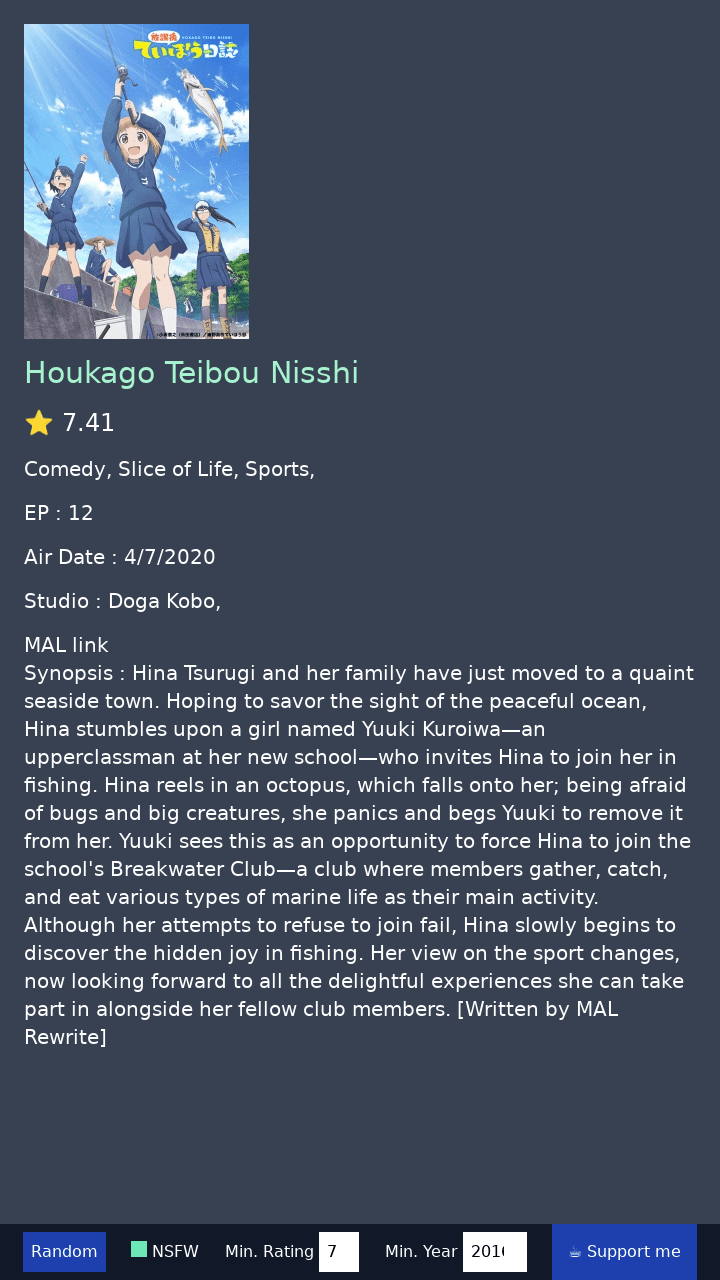 放課後
HOKAGO TEIBO NISSHI
ていぼう日誌
Houkago Teibou Nisshi
7.41
Comedy, Slice of Life, Sports,
EP : 12
Air Date : 4/7/2020
Studio : Doga Kobo,
MAL link
Synopsis : Hina Tsurugi and her family have just moved to a quaint
seaside town. Hoping to savor the sight of the peaceful ocean,
Hina stumbles upon a girl named Yuuki Kuroiwa—an
upperclassman at her new school—who invites Hina to join her in
fishing. Hina reels in an octopus, which falls onto her; being afraid
of bugs and big creatures, she panics and begs Yuuki to remove it
from her. Yuuki sees this as an opportunity to force Hina to join the
school's Breakwater Club—a club where members gather, catch,
and eat various types of marine life as their main activity.
Although her attempts to refuse to join fail, Hina slowly begins to
discover the hidden joy in fishing. Her view on the sport changes,
now looking forward to all the delightful experiences she can take
part in alongside her fellow club members. [Written by MAL
Rewrite]
Random NSFW Min. Rating 7 Min. Year 201 Support me